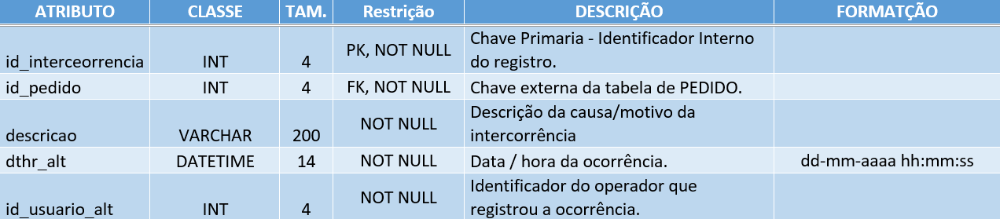 ATRIBUTO CLASSE TAM. Restrição DESCRIÇÃO FORMATÇÃO
id_interceorrencia INT 4 PK, NOT NULL Chave Primaria - Identificador Interno
do registro.
id_pedido INT 4 FK, NOT NULL Chave externa da tabela de PEDIDO.
descricao VARCHAR 200 NOT NULL Descrição da causa/motivo da
intercorrência
dthr_alt DATETIME 14 NOT NULL Data / hora da ocorrência. dd-mm-aaaa hh:mm:ss
id_usuario_alt INT 4 NOT NULL Identificador do operador que
registrou a ocorrência.